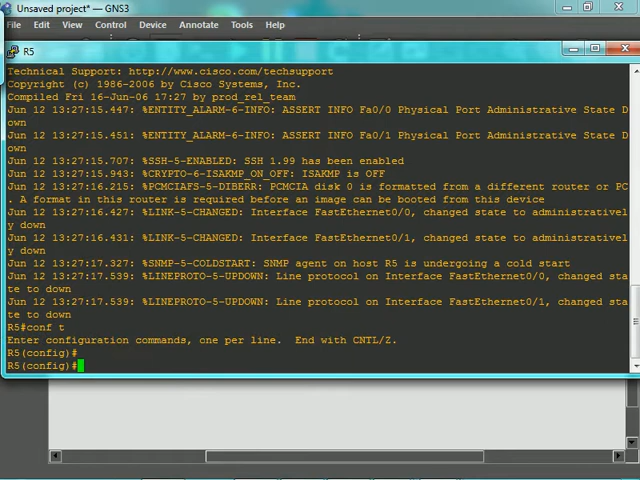 Unsaved project* — GNS3
File Edit View Control Device Annotate Tools Help
R5
Technical Support: http://www.cisco.com/techsupport
Copyright (c) 1986-2006 by Cisco Systems, Inc.
Compiled Fri 16-Jun-06 17:27 by prod_rel_team
Jun 12 13:27:15.447: %ENTITY_ALARM-6-INFO: ASSERT INFO Fa0/0 Physical Port Administrative State D
own
Jun 12 13:27:15.451: %ENTITY_ALARM-6-INFO: ASSERT INFO Fa0/1 Physical Port Administrative State D
own
Jun 12 13:27:15.707: %SSH-5-ENABLED: SSH 1.99 has been enabled
Jun 12 13:27:15.943: %CRYPTO-6-ISAKMP_ON_OFF: ISAKMP is OFF
Jun 12 13:27:16.215: %PCMCIAFS-5-DIBERR: PCMCIA disk 0 is formatted from a different router or PC
. A format in this router is required before an image can be booted from this device
Jun 12 13:27:16.427: %LINK-5-CHANGED: Interface FastEthernet0/0, changed state to administrativel
y down
Jun 12 13:27:16.431: %LINK-5-CHANGED: Interface FastEthernet0/1, changed state to administrativel
y down
Jun 12 13:27:17.327: %SNMP-5-COLDSTART: SNMP agent on host R5 is undergoing a cold start
Jun 12 13:27:17.539: %LINEPROTO-5-UPDOWN: Line protocol on Interface FastEthernet0/0, changed sta
te to down
Jun 12 13:27:17.539: %LINEPROTO-5-UPDOWN: Line protocol on Interface FastEthernet0/1, changed sta
te to down
R5#conf t
Enter configuration commands, one per line.  End with CNTL/Z.
R5(config)#
R5(config)#